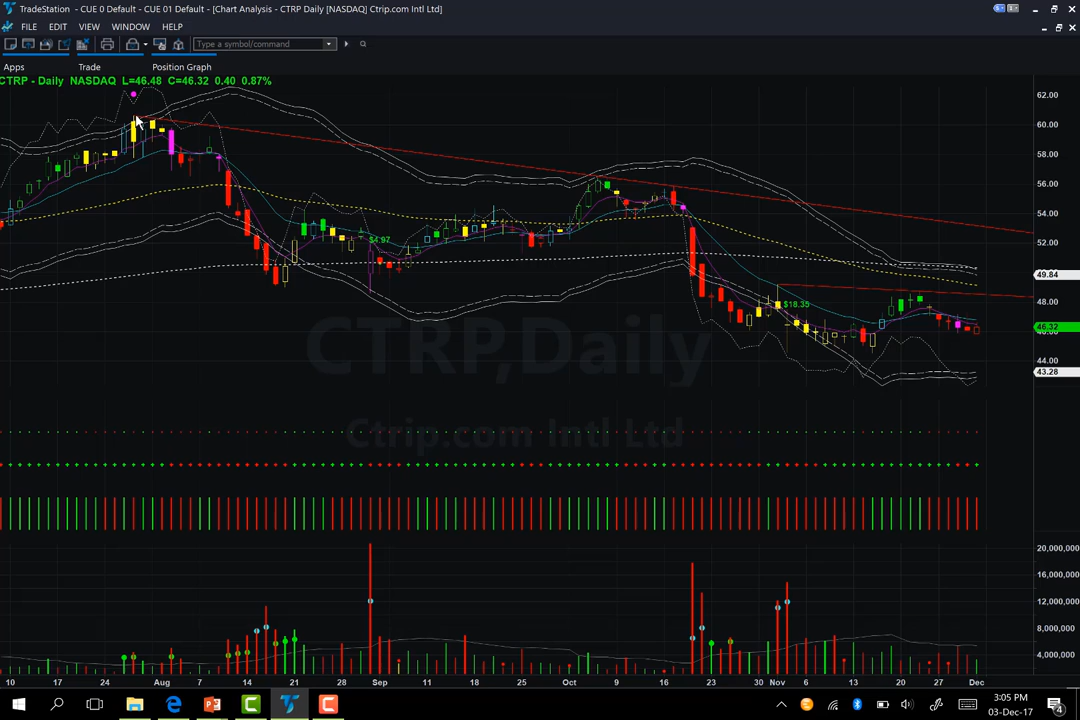 TradeStation - CUE 0 Default - CUE 01 Default - [Chart Analysis - CTRP Daily [NASDAQ] Ctrip.com Intl Ltd]
FILE EDIT VIEW WINDOW HELP
Type a symbol/command
Apps Trade Position Graph
CTRP - Daily NASDAQ L=46.48 C=46.32 0.40 0.87%
62.00
60.00
58.00
56.00
54.00
$4.97
52.00
49.84
48.00
$18.35
46.32
44.00
43.28
CTRP,Daily
Ctrip.com Intl Ltd
20,000,000
16,000,000
12,000,000
8,000,000
4,000,000
10 17 24 Aug 7 14 21 28 Sep 11 18 25 Oct 9 16 23 30 Nov 6 13 20 27 Dec
3:05 PM
03-Dec-17
4